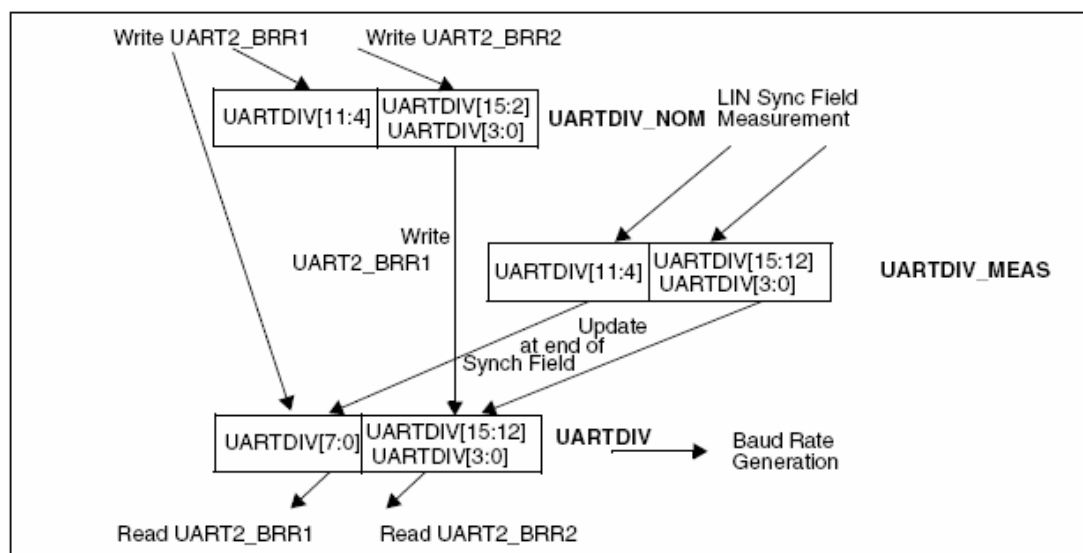 Write UART2_BRR1
Write UART2_BRR2
UARTDIV[11:4]
UARTDIV[15:2]
UARTDIV[3:0]
UARTDIV_NOM
LIN Sync Field
Measurement
Write
UART2_BRR1
UARTDIV[11:4]
UARTDIV[15:12]
UARTDIV[3:0]
UARTDIV_MEAS
Update
at end of
Synch Field
UARTDIV[7:0]
UARTDIV[15:12]
UARTDIV[3:0]
UARTDIV
Baud Rate
Generation
Read UART2_BRR1
Read UART2_BRR2